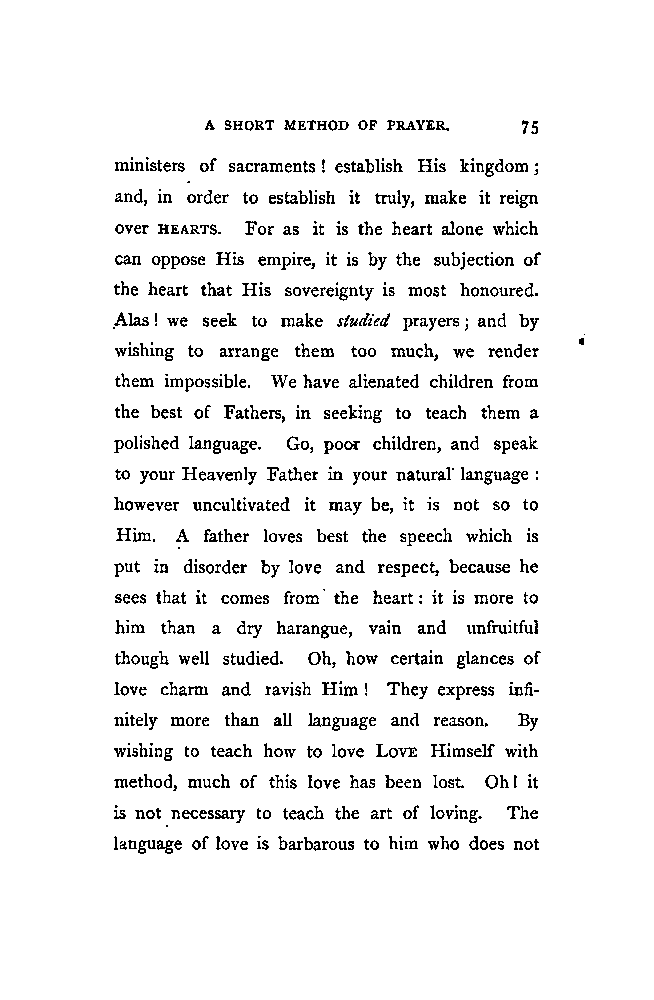 A SHORT METHOD OF PRAYER. 75
ministers of sacraments! establish His kingdom;
and, in order to establish it truly, make it reign
over HEARTS. For as it is the heart alone which
can oppose His empire, it is by the subjection of
the heart that His sovereignty is most honoured.
Alas! we seek to make studied prayers; and by
wishing to arrange them too much, we render
them impossible. We have alienated children from
the best of Fathers, in seeking to teach them a
polished language. Go, poor children, and speak
to your Heavenly Father in your natural language:
however uncultivated it may be, it is not so to
Him. A father loves best the speech which is
put in disorder by love and respect, because he
sees that it comes from the heart: it is more to
him than a dry harangue, vain and unfruitful
though well studied. Oh, how certain glances of
love charm and ravish Him! They express infi-
nitely more than all language and reason. By
wishing to teach how to love LOVE Himself with
method, much of this love has been lost. Oh! it
is not necessary to teach the art of loving. The
language of love is barbarous to him who does not